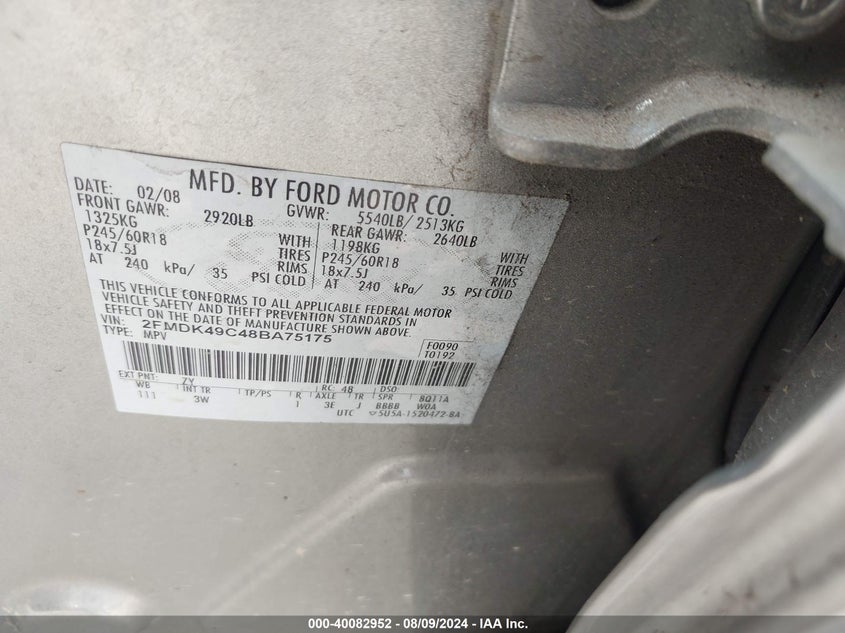 MFD. BY FORD MOTOR CO.
DATE: 02/08 GVWR: 5540LB/ 2513KG
FRONT GAWR: 2920LB REAR GAWR: 2640LB
1325KG WITH 1198KG WITH
P245/60R18 TIRES P245/60R18 TIRES
18x7.5J RIMS 18x7.5J RIMS
AT 240 kPa/ 35 PSI COLD AT 240 kPa/ 35 PSI COLD
THIS VEHICLE CONFORMS TO ALL APPLICABLE FEDERAL MOTOR
VEHICLE SAFETY AND THEFT PREVENTION STANDARDS IN
EFFECT ON THE DATE OF MANUFACTURE SHOWN ABOVE.
VIN: 2FMDK49C48BA75175 F0090
TYPE: MPV T0192
EXT PNT: ZY RC: 48 DSO:
WB INT TR TP/PS R AXLE TR SPR 8Q11A
111 3W 1 3E J BBBB WQA
UTC 5U5A-1520472-BA
000-40082952 - 08/09/2024 - IAA Inc.